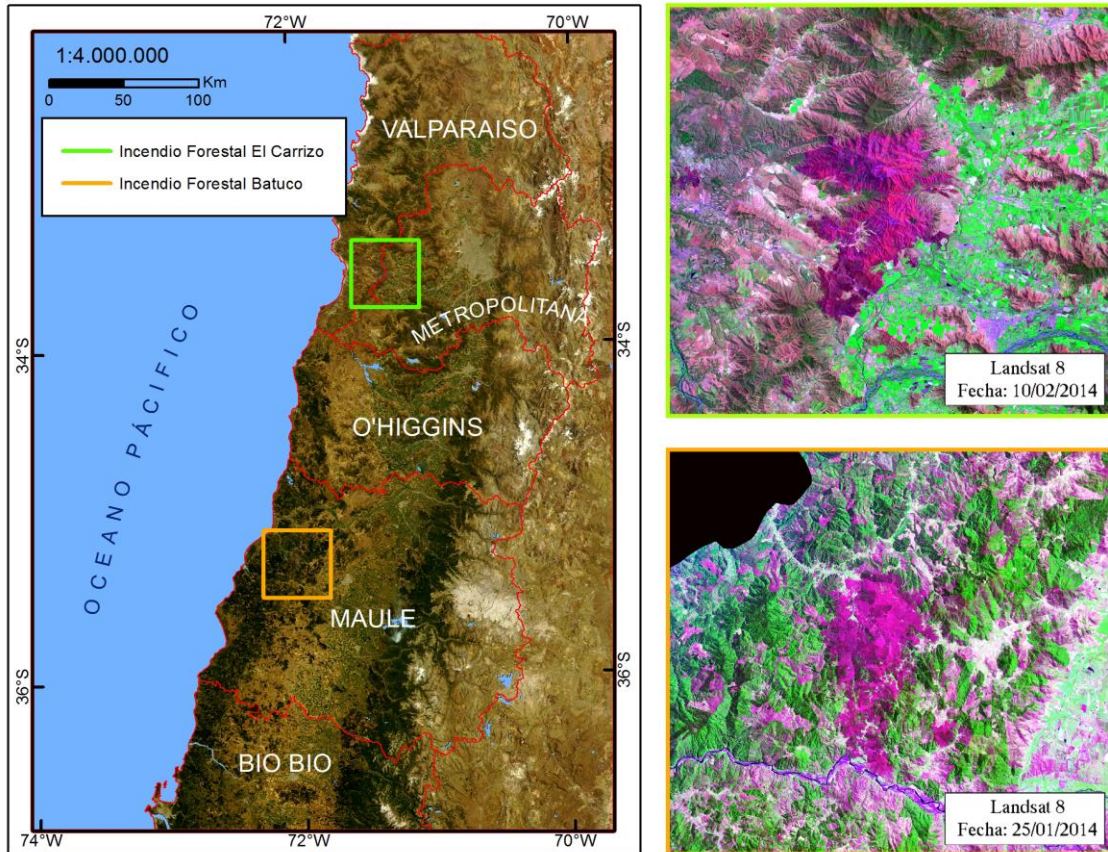 72°W
70°W
1:4.000.000
Km
0 50 100
Incendio Forestal El Carrizo
Incendio Forestal Batuco
VALPARAISO
METROPOLITANA
34°S
34°S
O'HIGGINS
OCEANO PÁCÍFICO
MAULE
36°S
36°S
BIO BIO
74°W
72°W
70°W
Landsat 8
Fecha: 10/02/2014
Landsat 8
Fecha: 25/01/2014